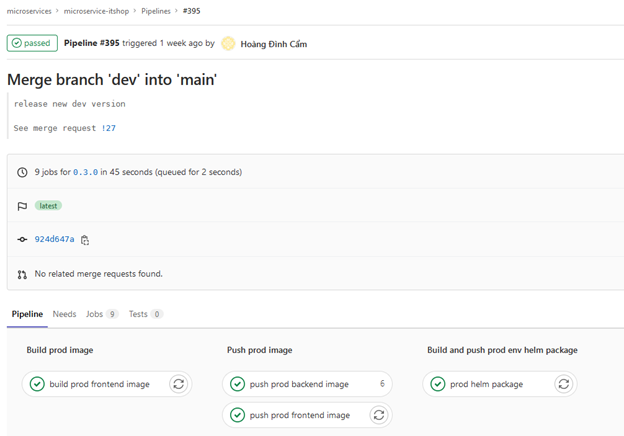 microservices > microservice-itshop > Pipelines > #395
passed Pipeline #395 triggered 1 week ago by Hoàng Đình Cẩm
Merge branch 'dev' into 'main'
release new dev version
See merge request !27
9 jobs for 0.3.0 in 45 seconds (queued for 2 seconds)
latest
924d647a
No related merge requests found.
Pipeline Needs Jobs 9 Tests 0
Build prod image
build prod frontend image
Push prod image
push prod backend image 6
push prod frontend image
Build and push prod env helm package
prod helm package